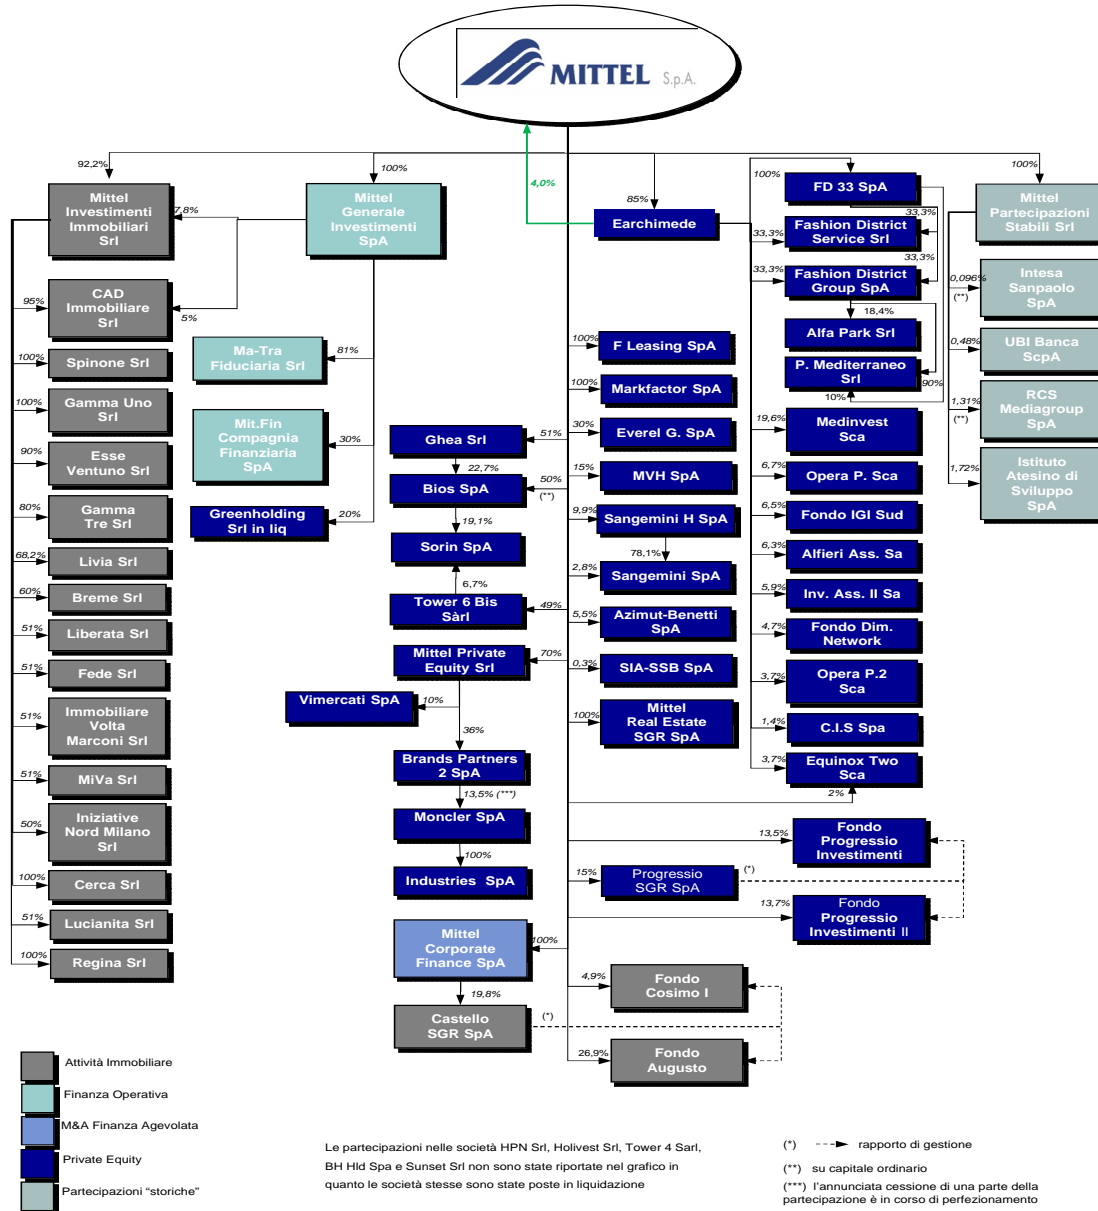 MITTEL S.p.A.
92,2%
100%
4,0%
85%
100%
100%
Mittel
Investimenti
Immobiliari
Srl
7,8%
Mittel
Generale
Investimenti
SpA
Earchimede
FD 33 SpA
33,3%
33,3%
Fashion District
Service Srl
33,3%
33,3%
Fashion District
Group SpA
18,4%
Alfa Park Srl
P. Mediterraneo
Srl
90%
10%
Mittel
Partecipazioni
Stabili Srl
0,096%
(**)
Intesa
Sanpaolo
SpA
0,48%
UBI Banca
ScpA
1,31%
(**)
RCS
Mediagroup
SpA
1,72%
Istituto
Atesino di
Sviluppo
SpA
95%
CAD
Immobiliare
Srl
5%
100%
Spinone Srl
100%
Gamma Uno
Srl
90%
Esse
Ventuno Srl
80%
Gamma
Tre Srl
68,2%
Livia Srl
60%
Breme Srl
51%
Liberata Srl
51%
Fede Srl
51%
Immobiliare
Volta
Marconi Srl
51%
MiVa Srl
50%
Iniziative
Nord Milano
Srl
100%
Cerca Srl
51%
Lucianita Srl
100%
Regina Srl
Ma-Tra
Fiduciaria Srl
81%
Mit.Fin
Compagnia
Finanziaria
SpA
30%
Greenholding
Srl in liq
20%
Ghea Srl
51%
22,7%
Bios SpA
50%
(**)
19,1%
Sorin SpA
6,7%
Tower 6 Bis
Sàrl
49%
Mittel Private
Equity Srl
70%
Vimercati SpA
10%
36%
Brands Partners
2 SpA
13,5% (***)
Moncler SpA
100%
Industries SpA
Mittel
Corporate
Finance SpA
100%
19,8%
Castello
SGR SpA
(*)
100%
F Leasing SpA
100%
Markfactor SpA
30%
Everel G. SpA
15%
MVH SpA
9,9%
Sangemini H SpA
78,1%
2,8%
Sangemini SpA
5,5%
Azimut-Benetti
SpA
0,3%
SIA-SSB SpA
100%
Mittel
Real Estate
SGR SpA
19,6%
Medinvest
Sca
6,7%
Opera P. Sca
6,5%
Fondo IGI Sud
6,3%
Alfieri Ass. Sa
5,9%
Inv. Ass. II Sa
4,7%
Fondo Dim.
Network
3,7%
Opera P.2
Sca
1,4%
C.I.S Spa
3,7%
Equinox Two
Sca
2%
13,5%
Fondo
Progressio
Investimenti
15%
Progressio
SGR SpA
(*)
13,7%
Fondo
Progressio
Investimenti II
4,9%
Fondo
Cosimo I
26,9%
Fondo
Augusto
Attività Immobiliare
Finanza Operativa
M&A Finanza Agevolata
Private Equity
Partecipazioni “storiche”
Le partecipazioni nelle società HPN Srl, Holivest Srl, Tower 4 Sarl,
BH Hld Spa e Sunset Srl non sono state riportate nel grafico in
quanto le società stesse sono state poste in liquidazione
(*) rapporto di gestione
(**) su capitale ordinario
(***) l'annunciata cessione di una parte della
partecipazione è in corso di perfezionamento